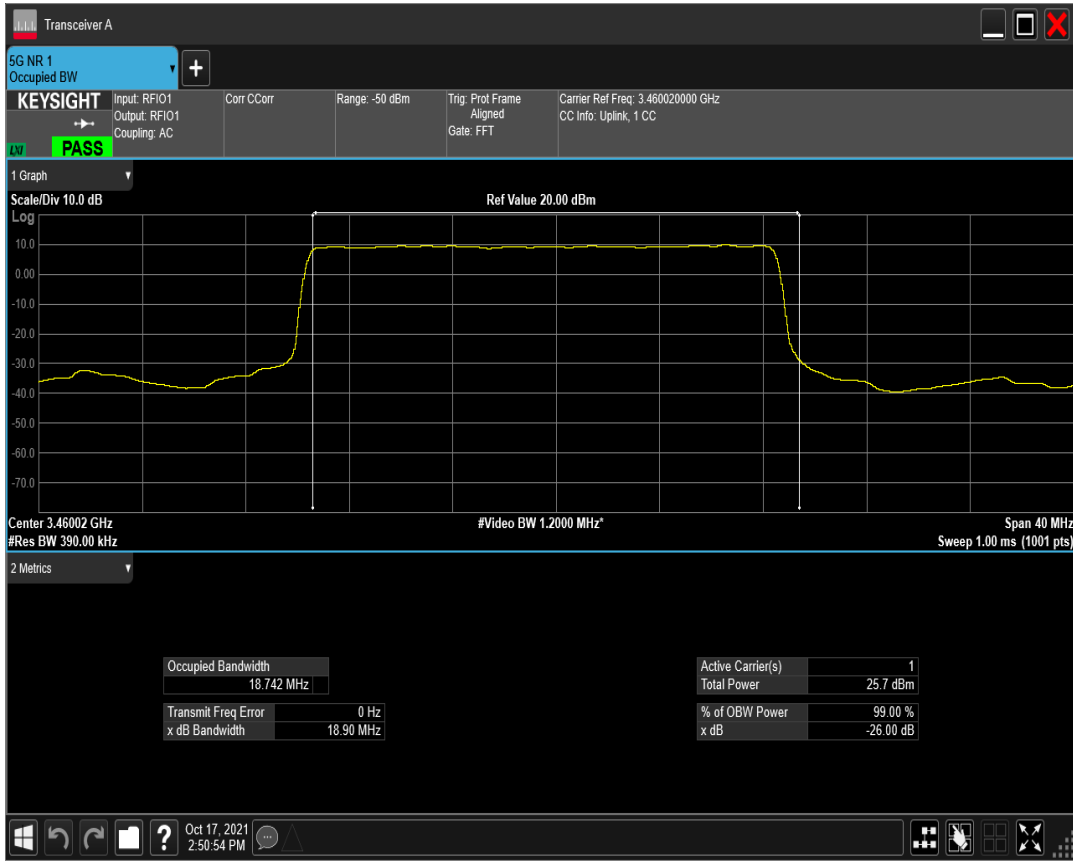 Transceiver A
5G NR 1
Occupied BW
+
KEYSIGHT
LXI
PASS
Input: RFIO1
Output: RFIO1
Coupling: AC
Corr CCorr
Range: -50 dBm
Trig: Prot Frame
Aligned
Gate: FFT
Carrier Ref Freq: 3.460020000 GHz
CC Info: Uplink, 1 CC
1 Graph
Scale/Div 10.0 dB
Ref Value 20.00 dBm
Log
10.0
0.00
-10.0
-20.0
-30.0
-40.0
-50.0
-60.0
-70.0
Center 3.46002 GHz
#Video BW 1.2000 MHz*
Span 40 MHz
#Res BW 390.00 kHz
Sweep 1.00 ms (1001 pts)
2 Metrics
Occupied Bandwidth
18.742 MHz
Transmit Freq Error 0 Hz
x dB Bandwidth 18.90 MHz
Active Carrier(s) 1
Total Power 25.7 dBm
% of OBW Power 99.00 %
x dB -26.00 dB
?
Oct 17, 2021
2:50:54 PM